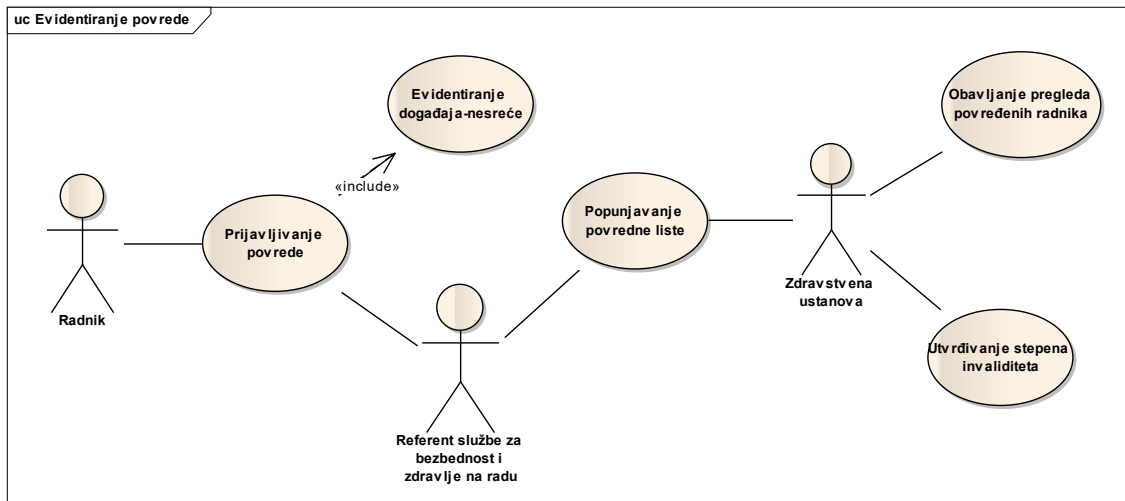 uc Evidentiranje povrede
Evidentiranje
događaja-nesreće
Obavljanje pregleda
povređenih radnika
«include»
Prijavljivanje
povrede
Popunjavanje
povredne liste
Radnik
Zdravstvena
ustanova
Utvrđivanje stepena
invaliditeta
Referent službe za
bezbednost i
zdravlje na radu